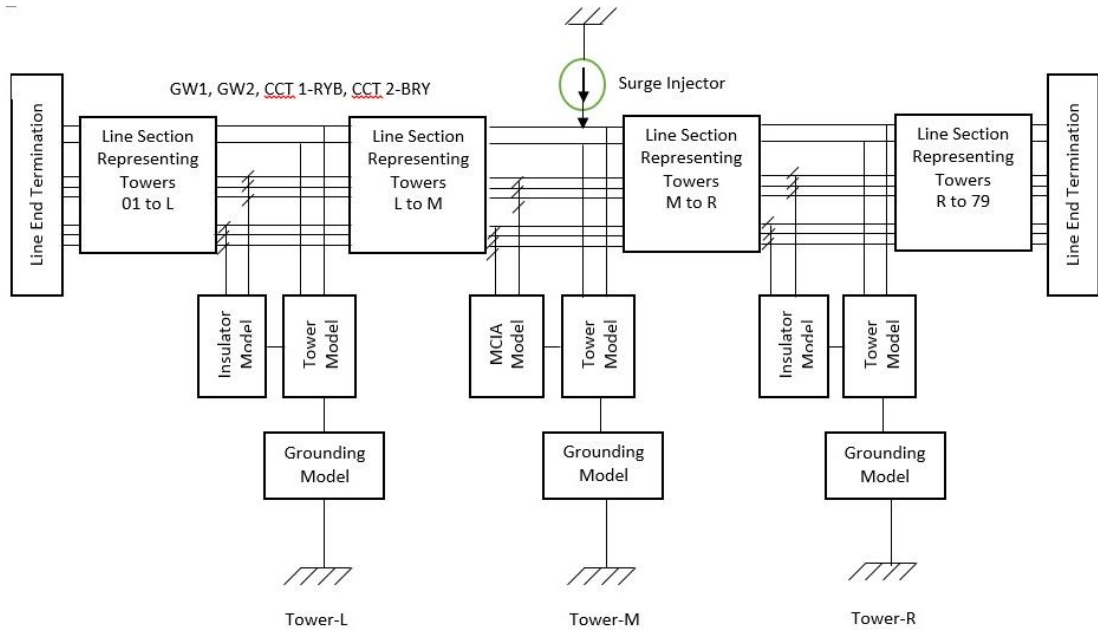 Surge Injector
GW1, GW2, CCT 1-RYB, CCT 2-BRY
Line End Termination
Line Section
Representing
Towers
01 to L
Line Section
Representing
Towers
L to M
Line Section
Representing
Towers
M to R
Line Section
Representing
Towers
R to 79
Line End Termination
Insulator
Model
Tower
Model
MCIA
Model
Tower
Model
Insulator
Model
Tower
Model
Grounding
Model
Grounding
Model
Grounding
Model
Tower-L
Tower-M
Tower-R